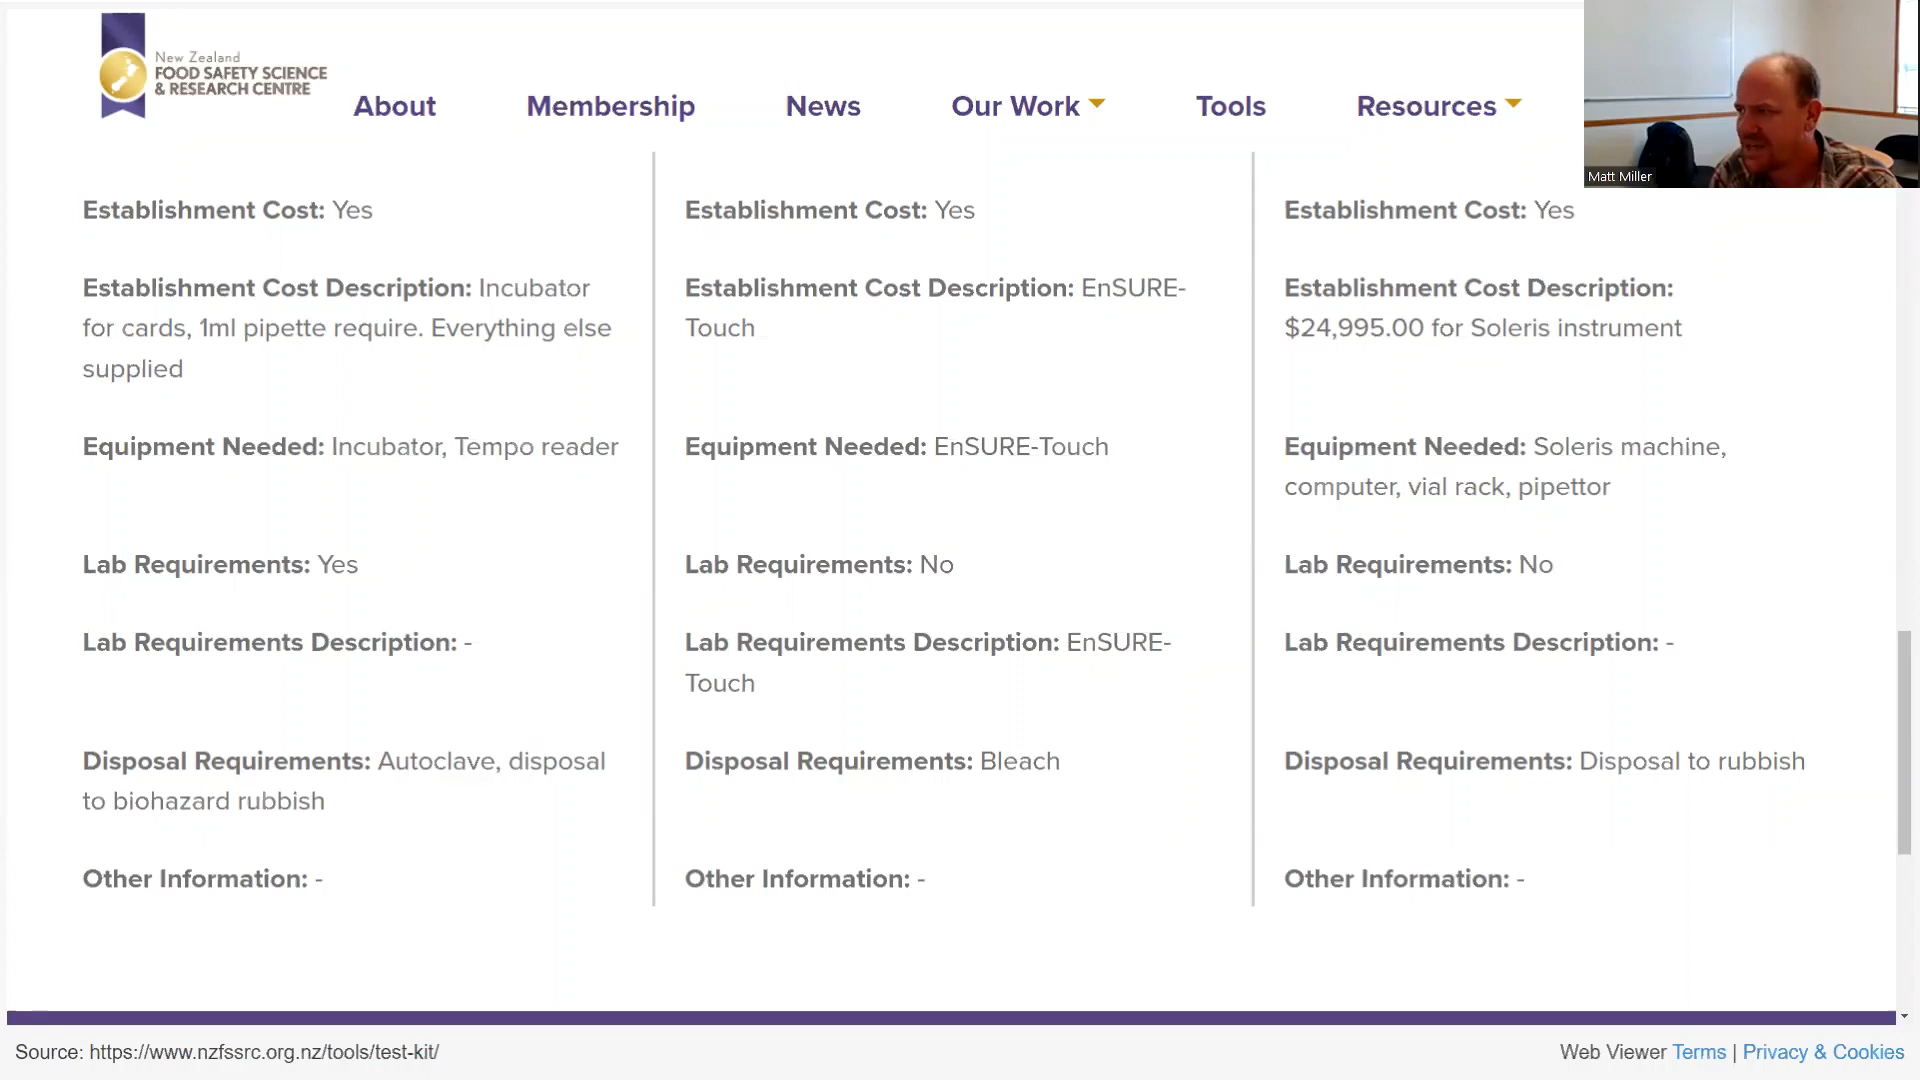 New Zealand
FOOD SAFETY SCIENCE
& RESEARCH CENTRE
About
Membership
News
Our Work
Tools
Resources
Matt Miller
Establishment Cost: Yes
Establishment Cost Description: Incubator
for cards, 1ml pipette require. Everything else
supplied
Equipment Needed: Incubator, Tempo reader
Lab Requirements: Yes
Lab Requirements Description: -
Disposal Requirements: Autoclave, disposal
to biohazard rubbish
Other Information: -
Establishment Cost: Yes
Establishment Cost Description: EnSURE-
Touch
Equipment Needed: EnSURE-Touch
Lab Requirements: No
Lab Requirements Description: EnSURE-
Touch
Disposal Requirements: Bleach
Other Information: -
Establishment Cost: Yes
Establishment Cost Description:
$24,995.00 for Soleris instrument
Equipment Needed: Soleris machine,
computer, vial rack, pipettor
Lab Requirements: No
Lab Requirements Description: -
Disposal Requirements: Disposal to rubbish
Other Information: -
Source: https://www.nzfssrc.org.nz/tools/test-kit/
Web Viewer Terms | Privacy & Cookies